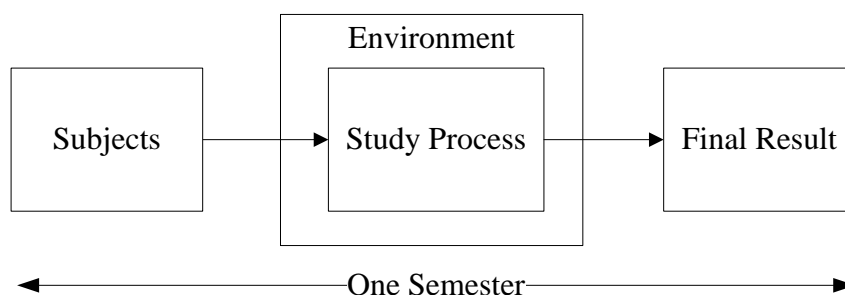 Environment
Subjects
Study Process
Final Result
One Semester